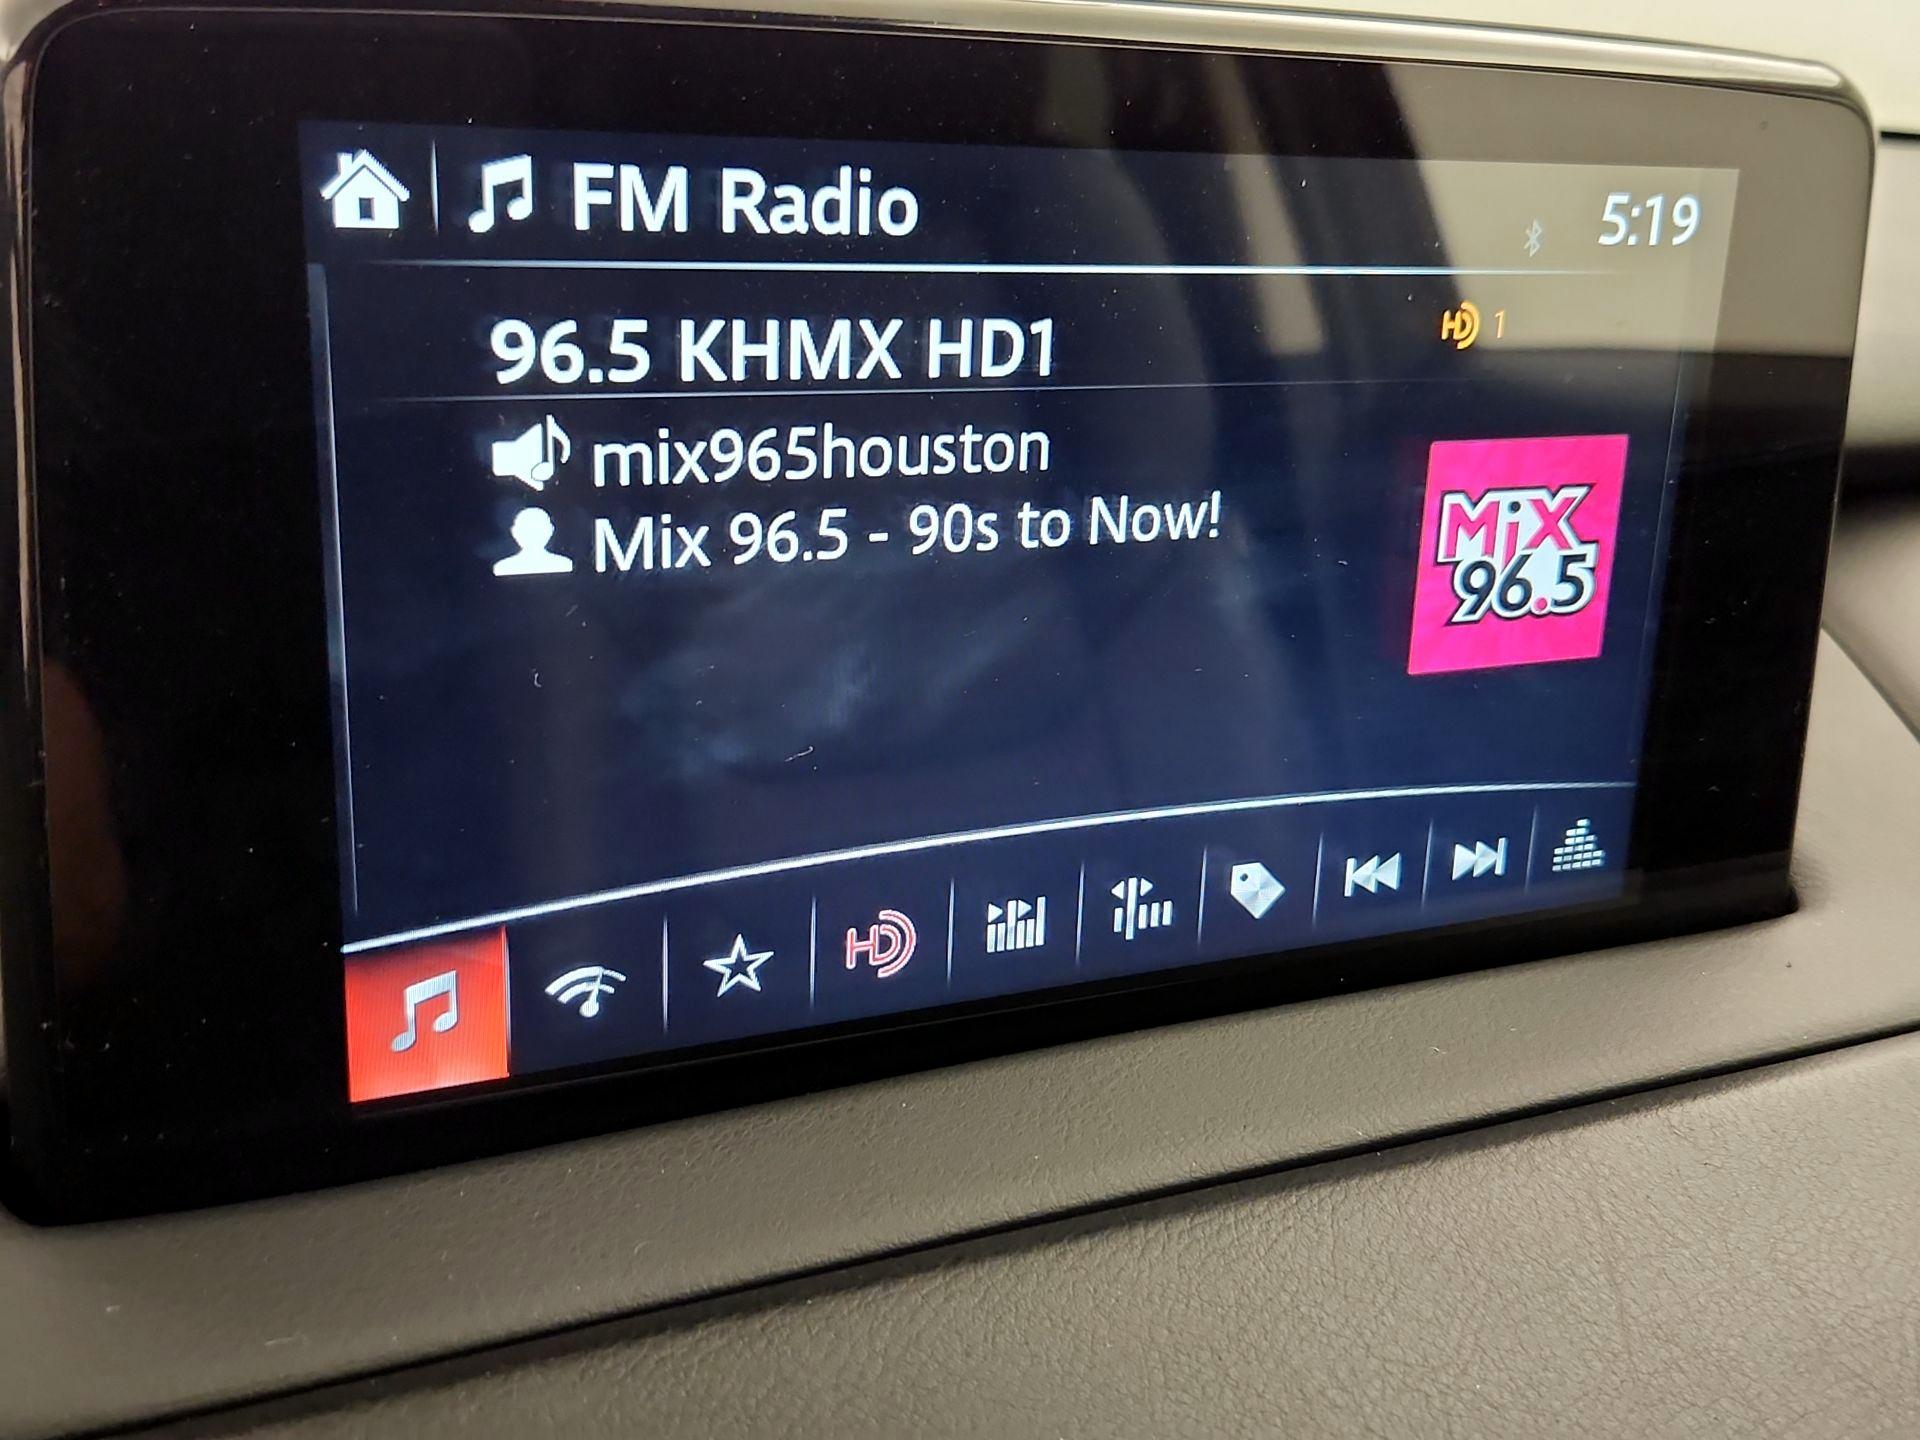 FM Radio
5:19
96.5 KHMX HD1
HD 1
mix965houston
Mix 96.5 - 90s to Now!
MiX
96.5
HD